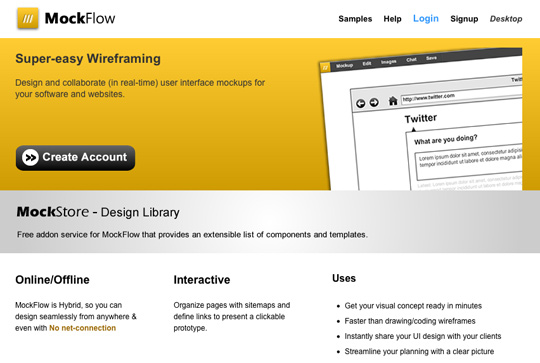 MockFlow
Samples Help Login Signup Desktop
Super-easy Wireframing
Design and collaborate (in real-time) user interface mockups for
your software and websites.
Create Account
Mockup Edit Images Chat Save
http://www.twitter.com
Twitter
What are you doing?
Lorem ipsum dolor sit amet, consectetur adipiscing
tempor incididunt ut labore et dolore magna aliqua
MockStore - Design Library
Free addon service for MockFlow that provides an extensible list of components and templates.
Online/Offline
MockFlow is Hybrid, so you can
design seamlessly from anywhere &
even with No net-connection
Interactive
Organize pages with sitemaps and
define links to present a clickable
prototype.
Uses
• Get your visual concept ready in minutes
• Faster than drawing/coding wireframes
• Instantly share your UI design with your clients
• Streamline your planning with a clear picture